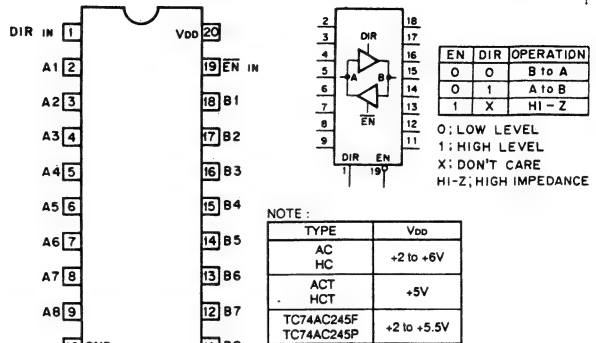 DIR IN 1
VDD 20
A1 2
19 EN IN
A2 3
18 B1
A3 4
17 B2
A4 5
16 B3
A5 6
15 B4
A6 7
14 B5
A7 8
13 B6
A8 9
12 B7
2 18
3 17
4 16
5 15
6 14
7 13
8 12
9 11
DIR
A B
EN
DIR EN
1 19
EN DIR OPERATION
0 0 B to A
0 1 A to B
1 X HI-Z
0; LOW LEVEL
1; HIGH LEVEL
X; DON'T CARE
HI-Z; HIGH IMPEDANCE
NOTE :
TYPE VDD
AC
HC
+2 to +6V
ACT
HCT
+5V
TC74AC245F
TC74AC245P
+2 to +5.5V